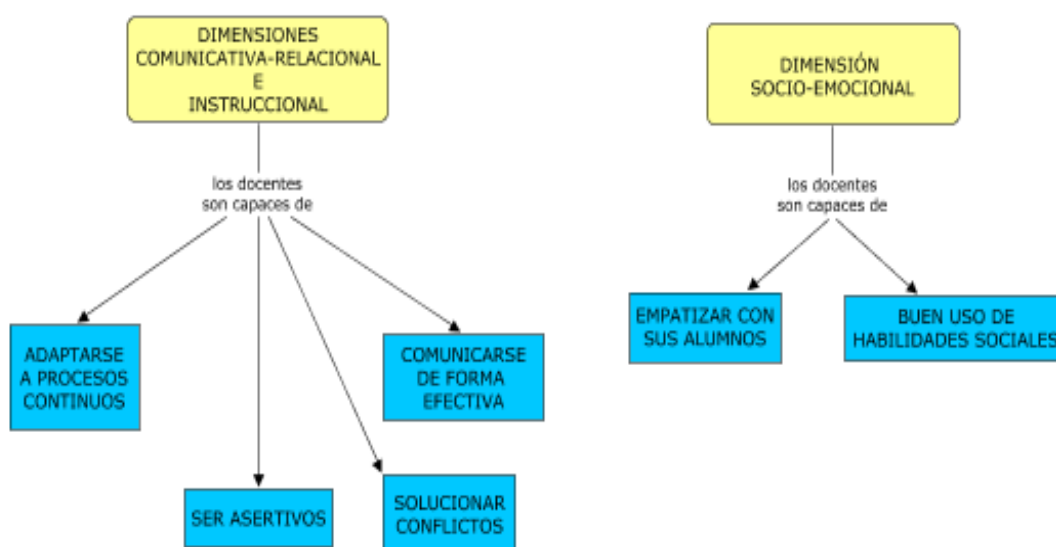 DIMENSIONES
COMUNICATIVA-RELACIONAL
E
INSTRUCCIONAL
los docentes
son capaces de
ADAPTARSE
A PROCESOS
CONTINUOS
SER ASERTIVOS
SOLUCIONAR
CONFLICTOS
COMUNICARSE
DE FORMA
EFECTIVA
DIMENSIÓN
SOCIO-EMOCIONAL
los docentes
son capaces de
EMPATIZAR CON
SUS ALUMNOS
BUEN USO DE
HABILIDADES SOCIALES